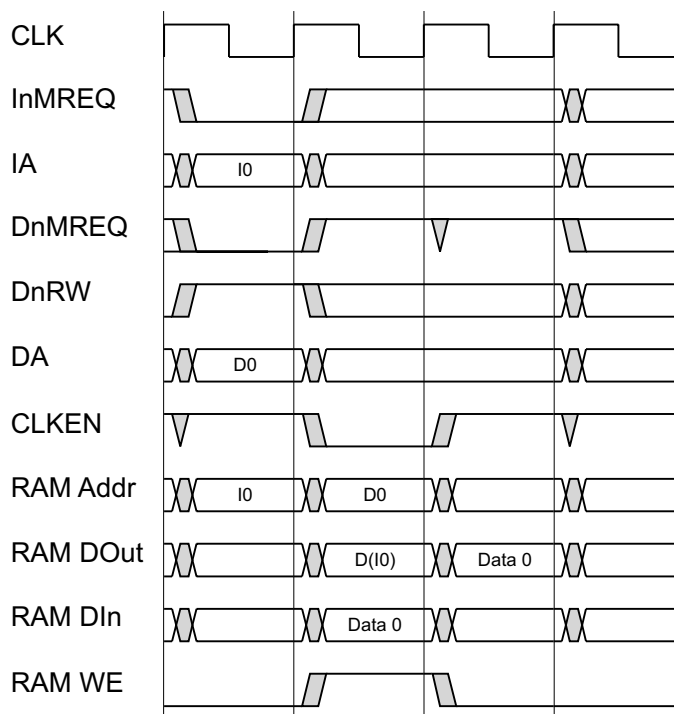 CLK
InMREQ
IA I0
DnMREQ
DnRW
DA D0
CLKEN
RAM Addr I0 D0
RAM DOut D(I0) Data 0
RAM DIn Data 0
RAM WE